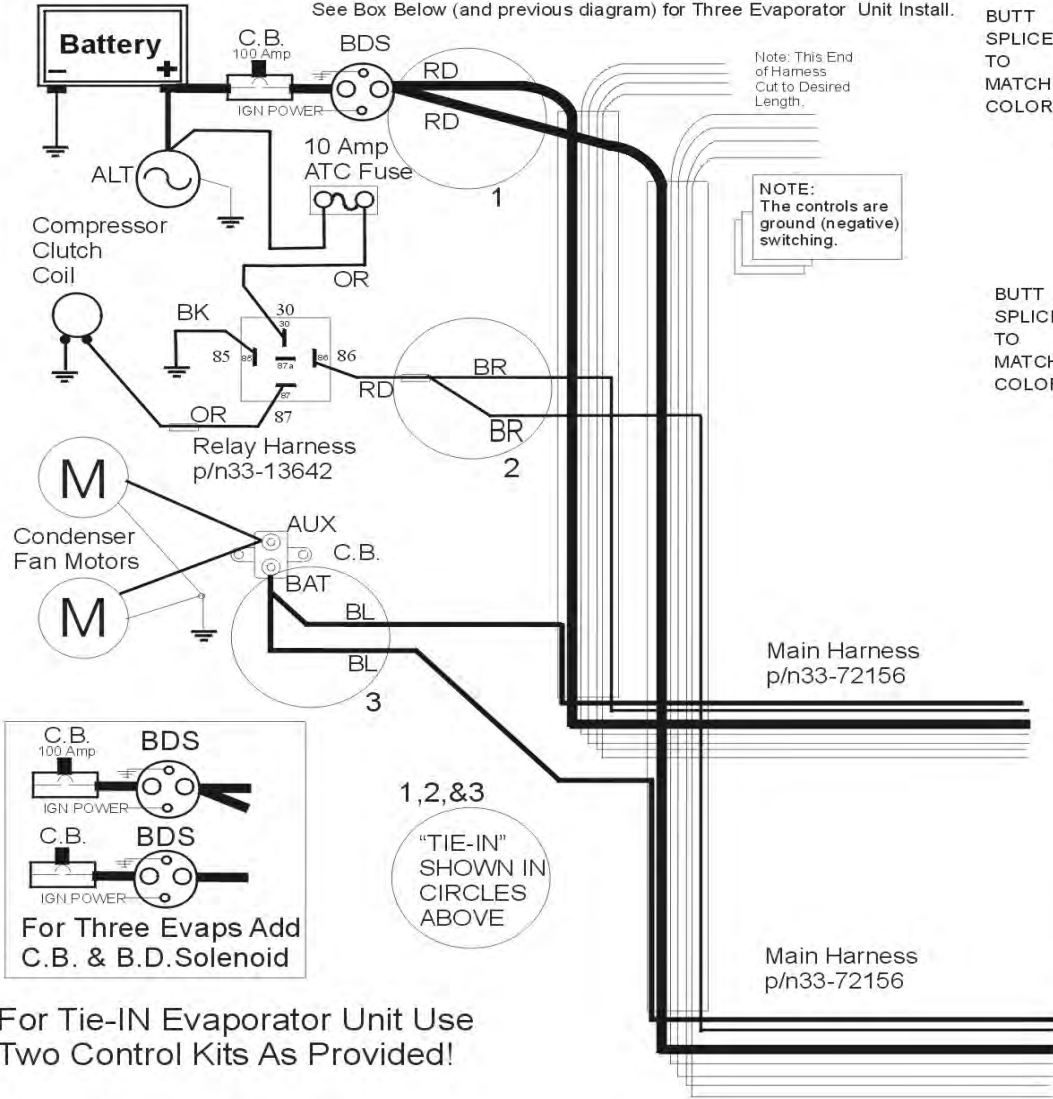 See Box Below (and previous diagram) for Three Evaporator Unit Install.
Battery
C.B.
100 Amp
BDS
IGN POWER
RD
RD
1
Note: This End
of Harness
Cut to Desired
Length.
BUTT
SPLICE
TO
MATCH
COLOR
ALT
10 Amp
ATC Fuse
OR
NOTE:
The controls are
ground (negative)
switching.
Compressor
Clutch
Coil
BK
30
30
85
86
87a
86
86
87
87
OR
RD
BR
BR
2
BUTT
SPLIC
TO
MATCH
COLOR
Relay Harness
p/n33-13642
M
Condenser
Fan Motors
M
AUX
C.B.
BAT
BL
BL
3
Main Harness
p/n33-72156
C.B.
100 Amp
BDS
IGN POWER
C.B.
BDS
IGN POWER
For Three Evaps Add
C.B. & B.D.Solenoid
1,2,&3
"TIE-IN"
SHOWN IN
CIRCLES
ABOVE
Main Harness
p/n33-72156
For Tie-IN Evaporator Unit Use
Two Control Kits As Provided!